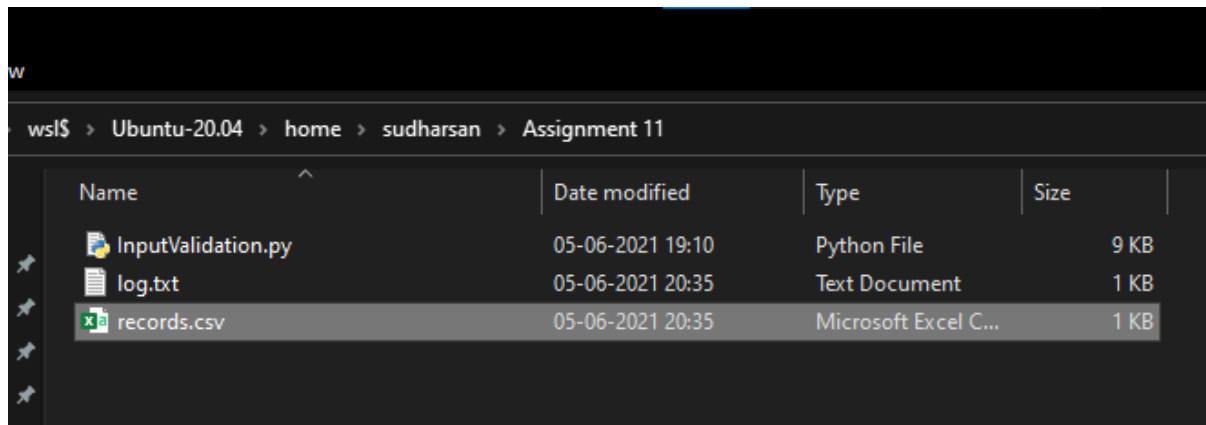 w
wsl$ > Ubuntu-20.04 > home > sudharsan > Assignment 11
Name Date modified Type Size
InputValidation.py 05-06-2021 19:10 Python File 9 KB
log.txt 05-06-2021 20:35 Text Document 1 KB
records.csv 05-06-2021 20:35 Microsoft Excel C... 1 KB